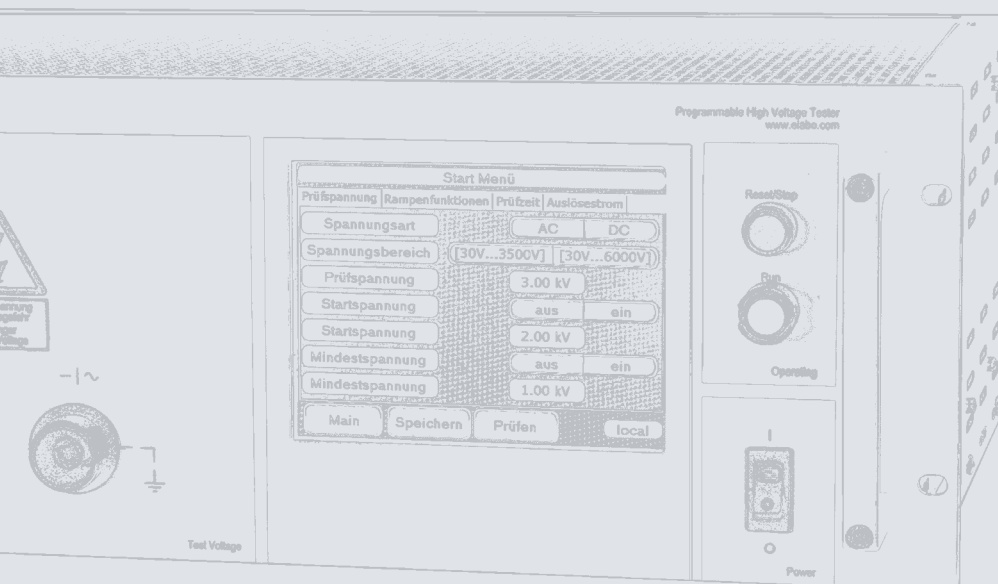 Programmable High Voltage Tester
www.elabo.com
Start Menü
Prüfspannung Rampenfunktionen Prüfzeit Auslösestrom
Spannungsart AC DC
Spannungsbereich [30V...3500V] [30V...6000V]
Prüfspannung 3.00 kV
Startspannung aus ein
Startspannung 2.00 kV
Mindestspannung aus ein
Mindestspannung 1.00 kV
Main Speichern Prüfen local
Reset/Stop
Run
Operating
I
O
Power
Test Voltage